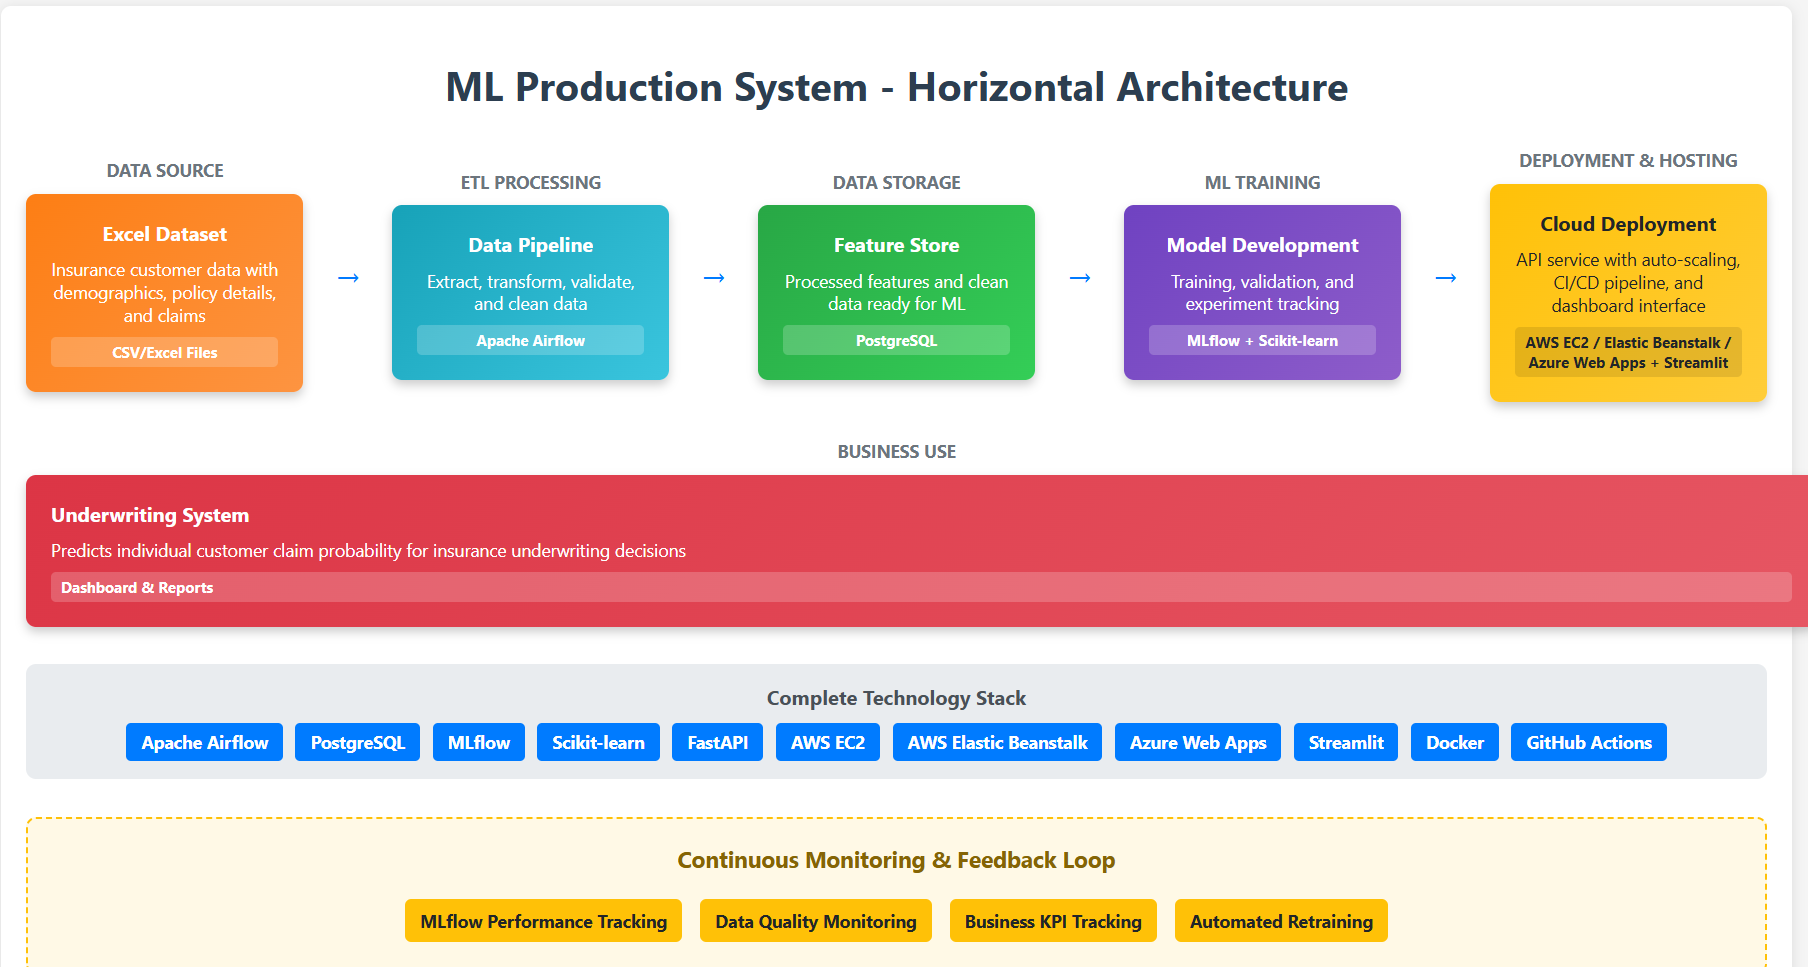 ML Production System - Horizontal Architecture
DATA SOURCE
Excel Dataset
Insurance customer data with
demographics, policy details,
and claims
CSV/Excel Files
→
ETL PROCESSING
Data Pipeline
Extract, transform, validate,
and clean data
Apache Airflow
→
DATA STORAGE
Feature Store
Processed features and clean
data ready for ML
PostgreSQL
→
ML TRAINING
Model Development
Training, validation, and
experiment tracking
MLflow + Scikit-learn
→
DEPLOYMENT & HOSTING
Cloud Deployment
API service with auto-scaling,
CI/CD pipeline, and
dashboard interface
AWS EC2 / Elastic Beanstalk /
Azure Web Apps + Streamlit
BUSINESS USE
Underwriting System
Predicts individual customer claim probability for insurance underwriting decisions
Dashboard & Reports
Complete Technology Stack
Apache Airflow PostgreSQL MLflow Scikit-learn FastAPI AWS EC2 AWS Elastic Beanstalk Azure Web Apps Streamlit Docker GitHub Actions
Continuous Monitoring & Feedback Loop
MLflow Performance Tracking Data Quality Monitoring Business KPI Tracking Automated Retraining